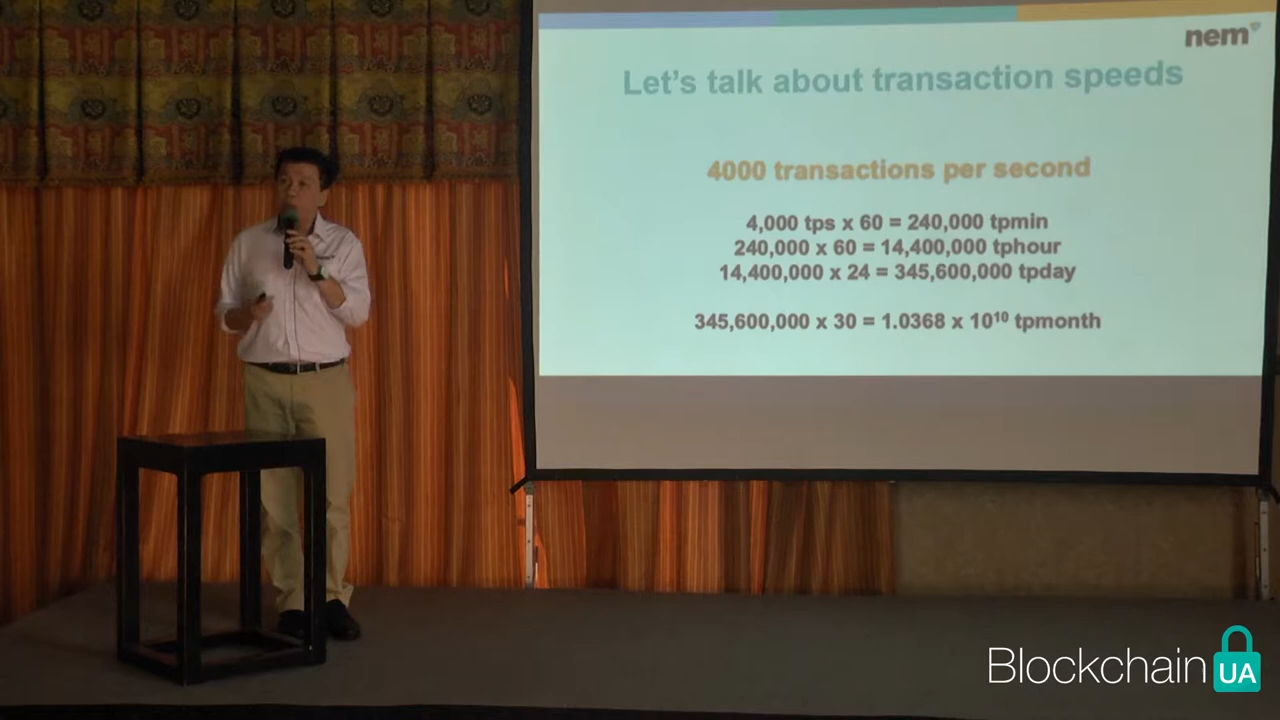 nem
Let's talk about transaction speeds
4000 transactions per second
4,000 tps x 60 = 240,000 tpmin
240,000 x 60 = 14,400,000 tphour
14,400,000 x 24 = 345,600,000 tpday
345,600,000 x 30 = 1.0368 x 10¹⁰ tpmonth
Blockchain UA